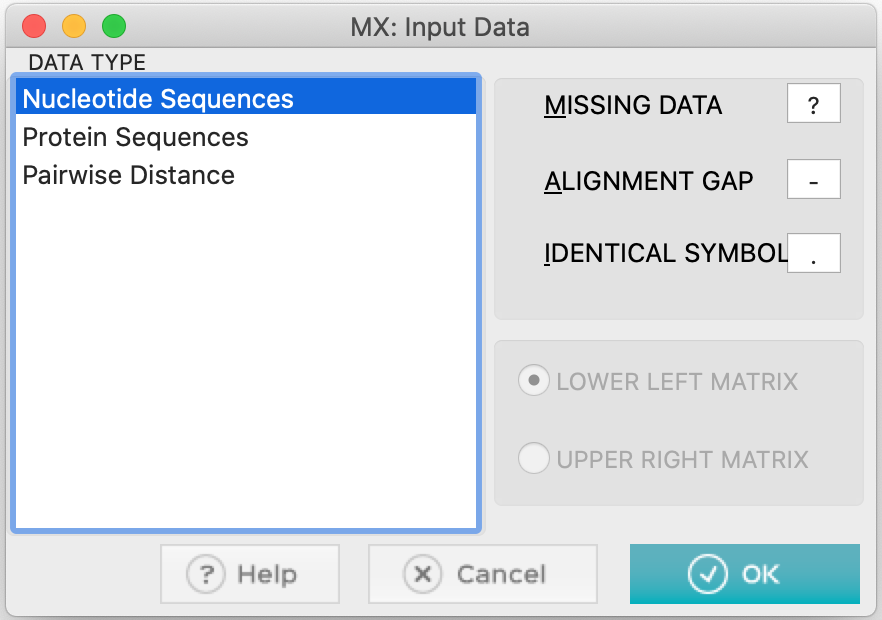 MX: Input Data
DATA TYPE
Nucleotide Sequences
Protein Sequences
Pairwise Distance
MISSING DATA ?
ALIGNMENT GAP -
IDENTICAL SYMBOL .
LOWER LEFT MATRIX
UPPER RIGHT MATRIX
? Help
Cancel
OK